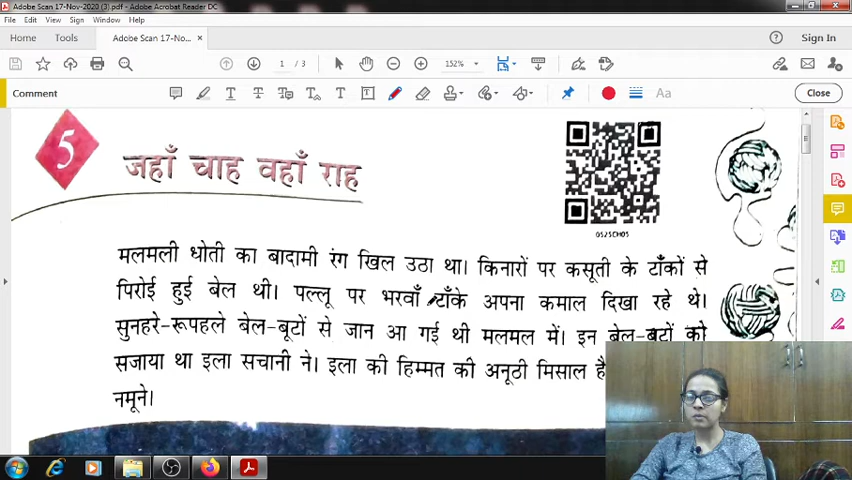 Adobe Scan 17-Nov-2020 (3).pdf - Adobe Acrobat Reader DC
File Edit View Sign Window Help
Home Tools Adobe Scan 17-Nov-... × Sign In
1 / 3 152%
Comment Close
5
जहाँ चाह वहाँ राह
0525CH05
मलमली धोती का बादामी रंग खिल उठा था। किनारों पर कसूती के टाँकों से
पिरोई हुई बेल थी। पल्लू पर भरवाँ टाँके अपना कमाल दिखा रहे थे।
सुनहरे-रूपहले बेल-बूटों से जान आ गई थी मलमल में। इन बेल-बूटों को
सजाया था इला सचानी ने। इला की हिम्मत की अनूठी मिसाल है
नमूने।